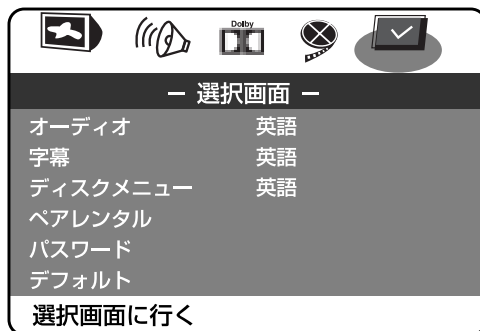 Dolby
− 選択画面 −
オーディオ 英語
字幕 英語
ディスクメニュー 英語
ペアレンタル
パスワード
デフォルト
選択画面に行く